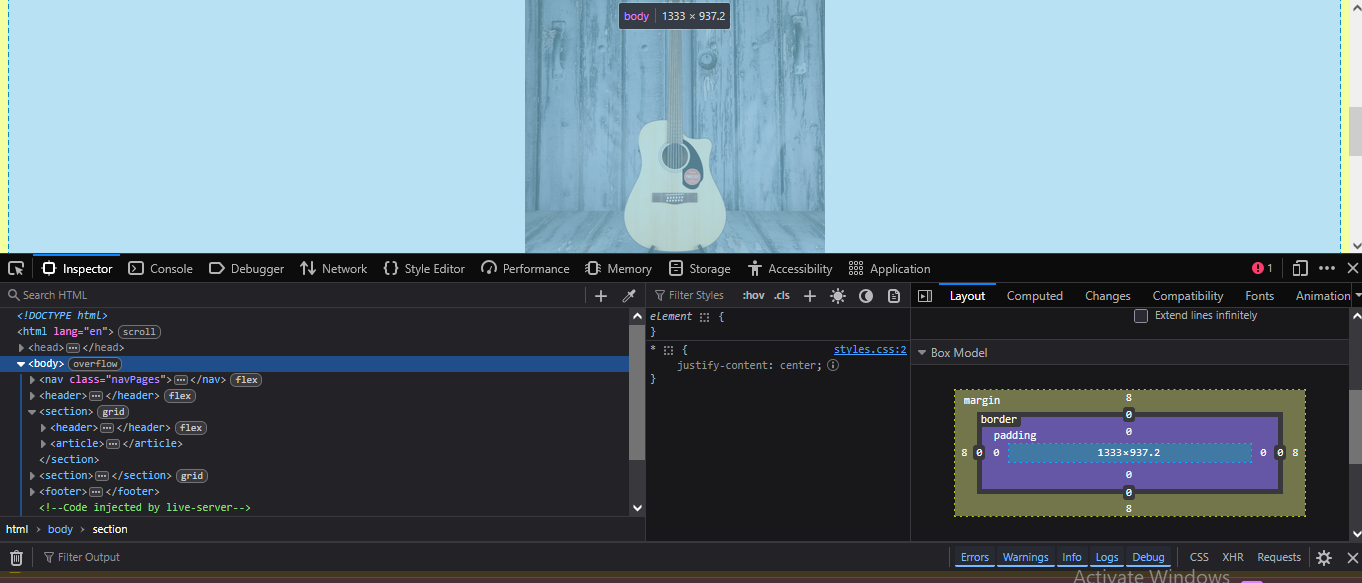 body 1333 × 937.2
Inspector Console Debugger Network {} Style Editor Performance Memory Storage Accessibility Application 1
Search HTML
Filter Styles :hov .cls
Layout Computed Changes Compatibility Fonts Animation
<!DOCTYPE html>
<html lang="en"> scroll
<head> </head>
<body> overflow
<nav class="navPages"> </nav> flex
<header> </header> flex
<section> grid
<header> </header> flex
<article> </article>
</section>
<section> </section> grid
<footer> </footer>
<!--Code injected by live-server-->
html > body > section
element {
}
* { styles.css:2
justify-content: center;
}
Extend lines infinitely
Box Model
margin 8
border 0
padding 0
8 0 0 1333×937.2 0 0 8
0
0
8
Filter Output
Errors Warnings Info Logs Debug CSS XHR Requests
Activate Windows